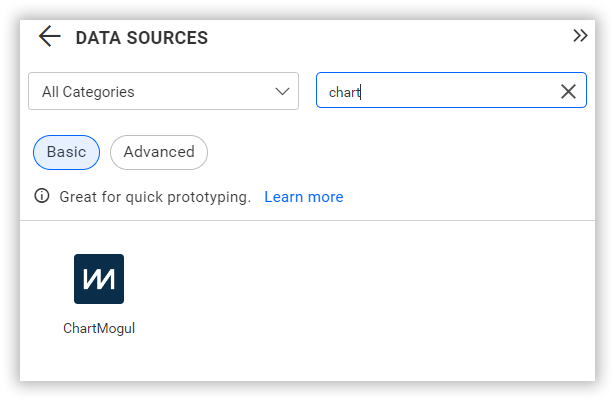 DATA SOURCES
All Categories
chart
Basic
Advanced
Great for quick prototyping. Learn more
ChartMogul